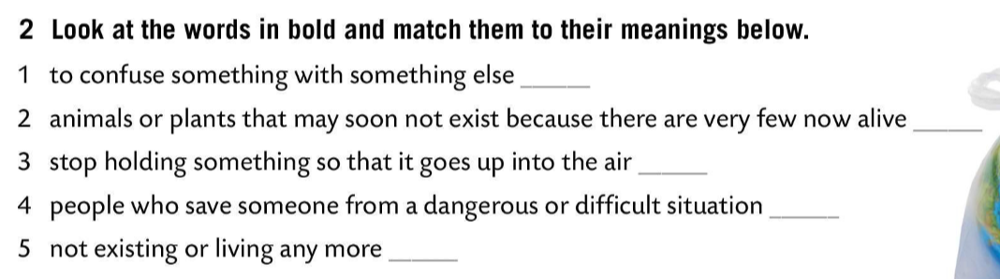 2 Look at the words in bold and match them to their meanings below.
1 to confuse something with something else ______
2 animals or plants that may soon not exist because there are very few now alive ______
3 stop holding something so that it goes up into the air ______
4 people who save someone from a dangerous or difficult situation ______
5 not existing or living any more ______